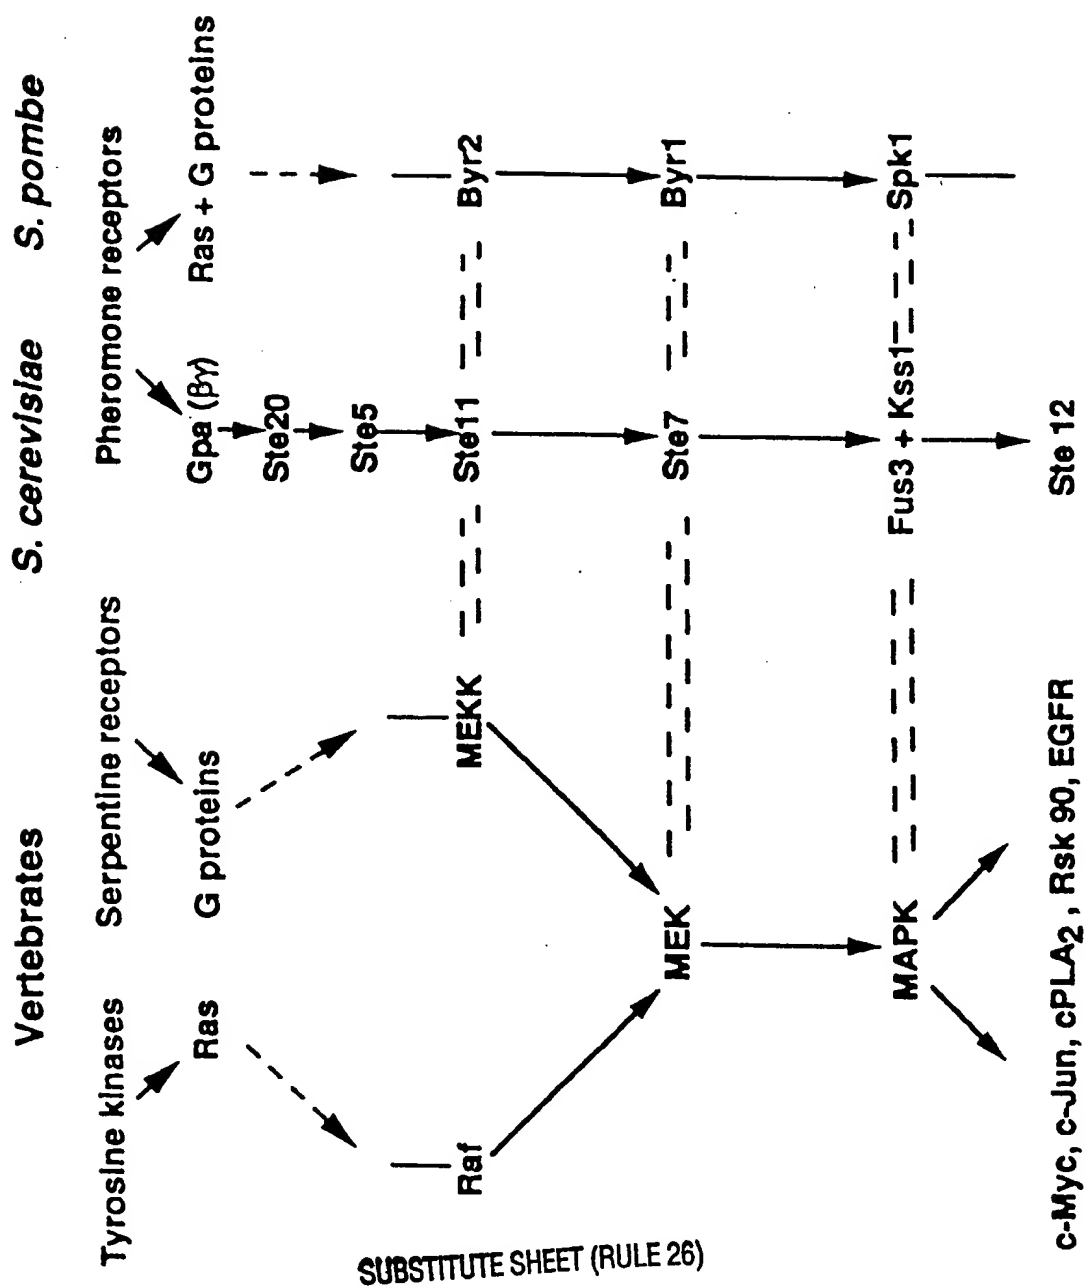 Vertebrates S. cerevisiae S. pombe
Tyrosine kinases Serpentine receptors Pheromone receptors
Ras G proteins Gpa (βγ) Ras + G proteins
Ste20
Ste5
Raf MEKK Ste11 Byr2
MEK Ste7 Byr1
MAPK Fus3 + Kss1 Spk1
c-Myc, c-Jun, cPLA2, Rsk 90, EGFR Ste 12
SUBSTITUTE SHEET (RULE 26)